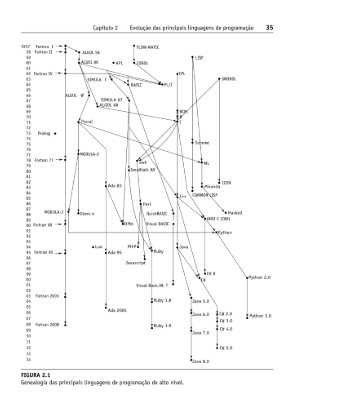 Capítulo 2 Evolução das principais linguagens de programação 35
1957 Fortran I FLOW-MATIC
58 Fortran II ALGOL 58
59 LISP
60 ALGOL 60 APL COBOL
61
62 Fortran IV CPL
63 SNOBOL
64 SIMULA I BASIC PL/I
65
66 ALGOL W
67 SIMULA 67
68 ALGOL 68
69
70
71 Pascal
72
73 Prolog
74 Scheme
75
76
77 MODULA-2
78 Fortran 77 awk ML
79
80 Smalltalk 80
81
82 ICON
83 Ada 83 Miranda
84 COMMON LISP
85 C++
86
87 Perl
88 MODULA-3 Oberon QuickBASIC Haskell
89 ANSI C (C89)
90 Fortran 90 Eiffel Visual BASIC
91 Python
92
93
94 Lua PHP Java
95 Fortran 95 Ada 95 Ruby
96 Javascript
97
98
99 C99
00 C# Python 2.0
01 Visual Basic.NET
02
03 Fortran 2003 Ruby 1.8 Java 5.0
04
05 Ada 2005 C# 2.0
06 Java 6.0 C# 3.0 Python 3.0
07
08 Fortran 2008 Ruby 1.9 C# 4.0
09 Java 7.0
10
11
12 C# 5.0
13
14 Java 8.0
FIGURA 2.1
Genealogia das principais linguagens de programação de alto nível.